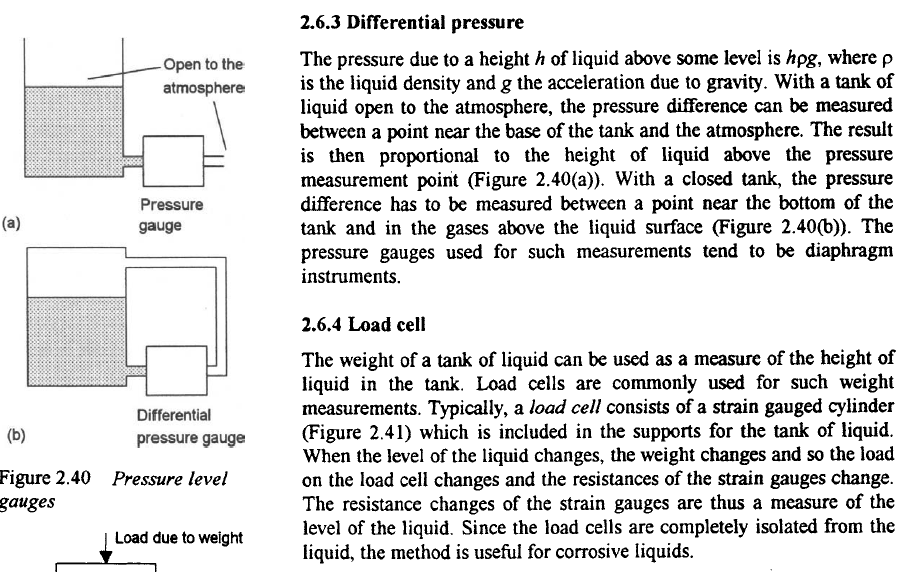 Open to the
atmosphere
Pressure
gauge
(a)
Differential
pressure gauge
(b)
Figure 2.40 Pressure level
gauges
Load due to weight
2.6.3 Differential pressure
The pressure due to a height h of liquid above some level is hρg, where ρ
is the liquid density and g the acceleration due to gravity. With a tank of
liquid open to the atmosphere, the pressure difference can be measured
between a point near the base of the tank and the atmosphere. The result
is then proportional to the height of liquid above the pressure
measurement point (Figure 2.40(a)). With a closed tank, the pressure
difference has to be measured between a point near the bottom of the
tank and in the gases above the liquid surface (Figure 2.40(b)). The
pressure gauges used for such measurements tend to be diaphragm
instruments.
2.6.4 Load cell
The weight of a tank of liquid can be used as a measure of the height of
liquid in the tank. Load cells are commonly used for such weight
measurements. Typically, a load cell consists of a strain gauged cylinder
(Figure 2.41) which is included in the supports for the tank of liquid.
When the level of the liquid changes, the weight changes and so the load
on the load cell changes and the resistances of the strain gauges change.
The resistance changes of the strain gauges are thus a measure of the
level of the liquid. Since the load cells are completely isolated from the
liquid, the method is useful for corrosive liquids.